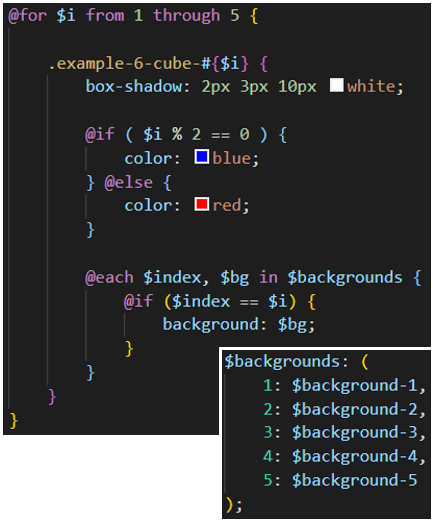 @for $i from 1 through 5 {
.example-6-cube-#{$i} {
box-shadow: 2px 3px 10px white;
@if ( $i % 2 == 0 ) {
color: blue;
} @else {
color: red;
}
@each $index, $bg in $backgrounds {
@if ($index == $i) {
background: $bg;
}
}
}
}
$backgrounds: (
1: $background-1,
2: $background-2,
3: $background-3,
4: $background-4,
5: $background-5
);